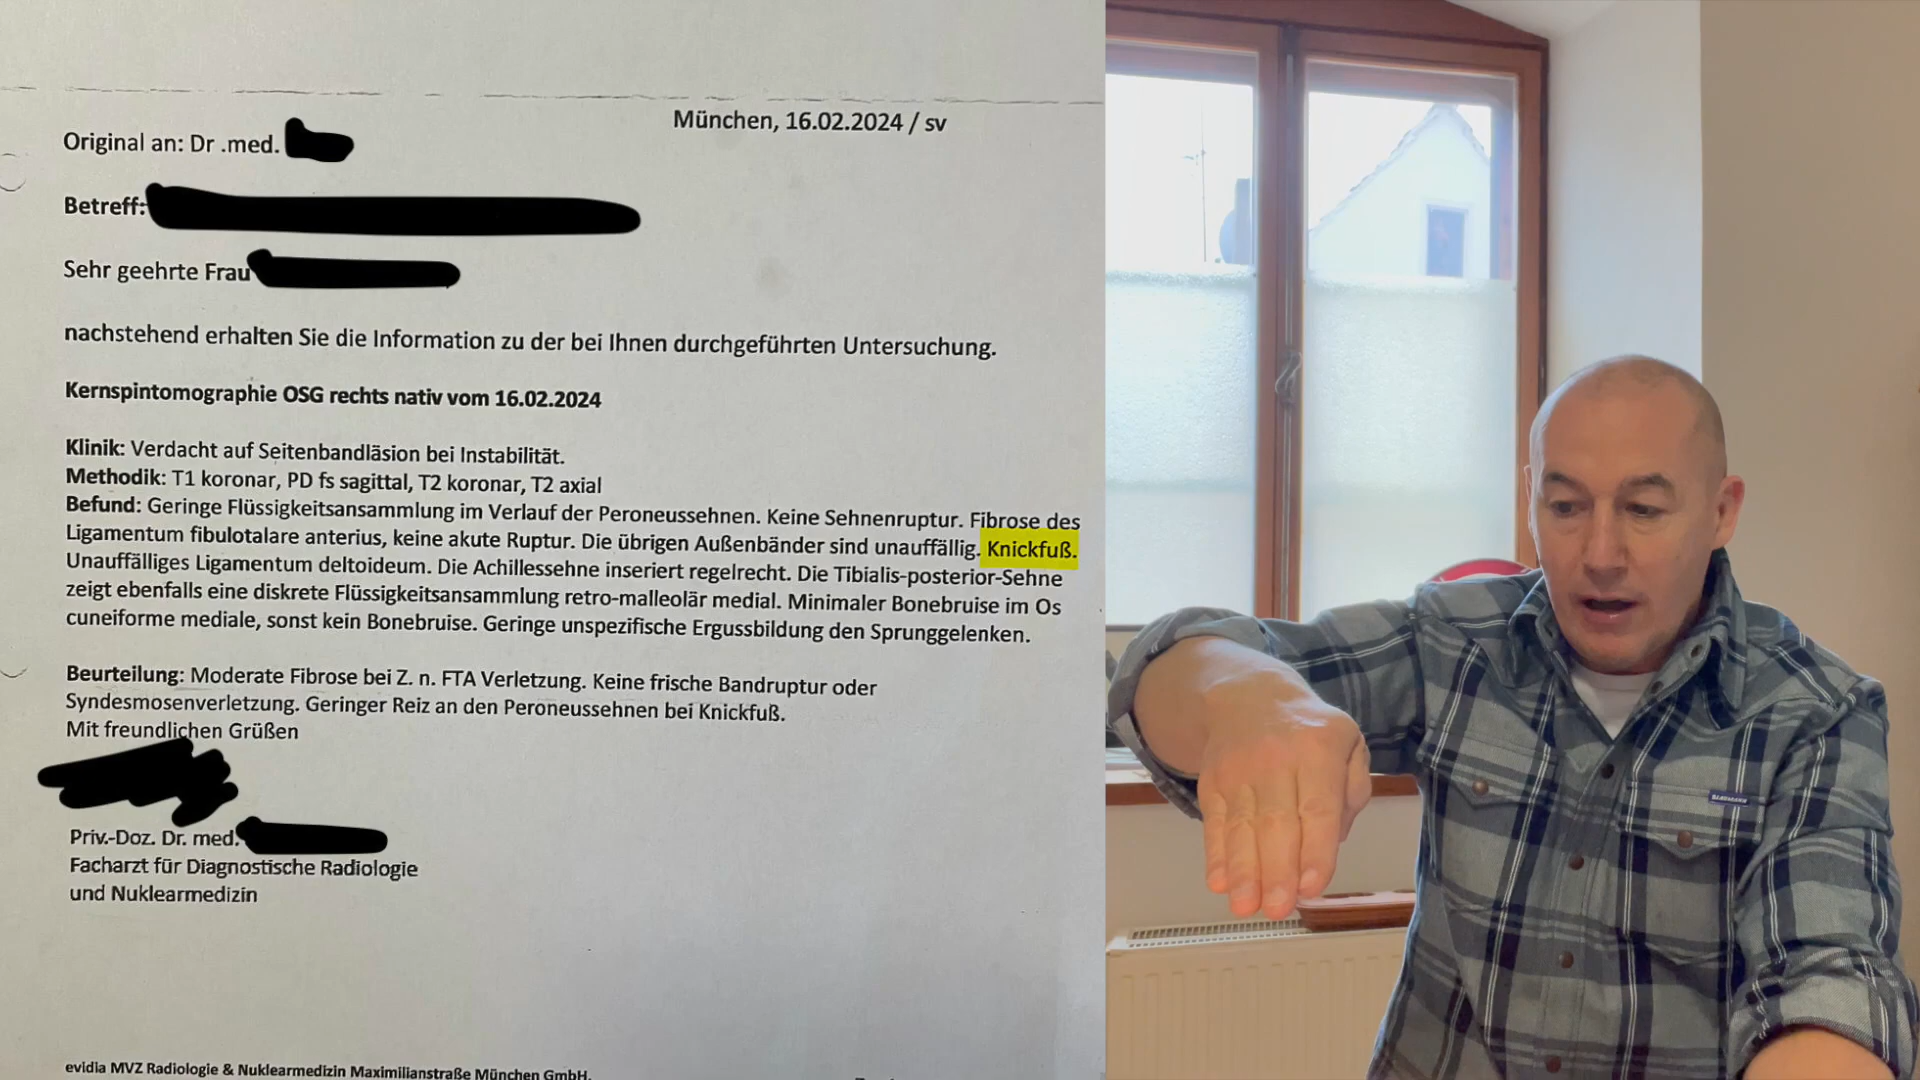 München, 16.02.2024 / sv
Original an: Dr .med.
Betreff:
Sehr geehrte Frau
nachstehend erhalten Sie die Information zu der bei Ihnen durchgeführten Untersuchung.
Kernspintomographie OSG rechts nativ vom 16.02.2024
Klinik: Verdacht auf Seitenbandläsion bei Instabilität.
Methodik: T1 koronar, PD fs sagittal, T2 koronar, T2 axial
Befund: Geringe Flüssigkeitsansammlung im Verlauf der Peroneussehnen. Keine Sehnenruptur. Fibrose des
Ligamentum fibulotalare anterius, keine akute Ruptur. Die übrigen Außenbänder sind unauffällig. Knickfuß.
Unauffälliges Ligamentum deltoideum. Die Achillessehne inseriert regelrecht. Die Tibialis-posterior-Sehne
zeigt ebenfalls eine diskrete Flüssigkeitsansammlung retro-malleolär medial. Minimaler Bonebruise im Os
cuneiforme mediale, sonst kein Bonebruise. Geringe unspezifische Ergussbildung den Sprunggelenken.
Beurteilung: Moderate Fibrose bei Z. n. FTA Verletzung. Keine frische Bandruptur oder
Syndesmosenverletzung. Geringer Reiz an den Peroneussehnen bei Knickfuß.
Mit freundlichen Grüßen
Priv.-Doz. Dr. med.
Facharzt für Diagnostische Radiologie
und Nuklearmedizin
evidia MVZ Radiologie & Nuklearmedizin Maximilianstraße München GmbH.